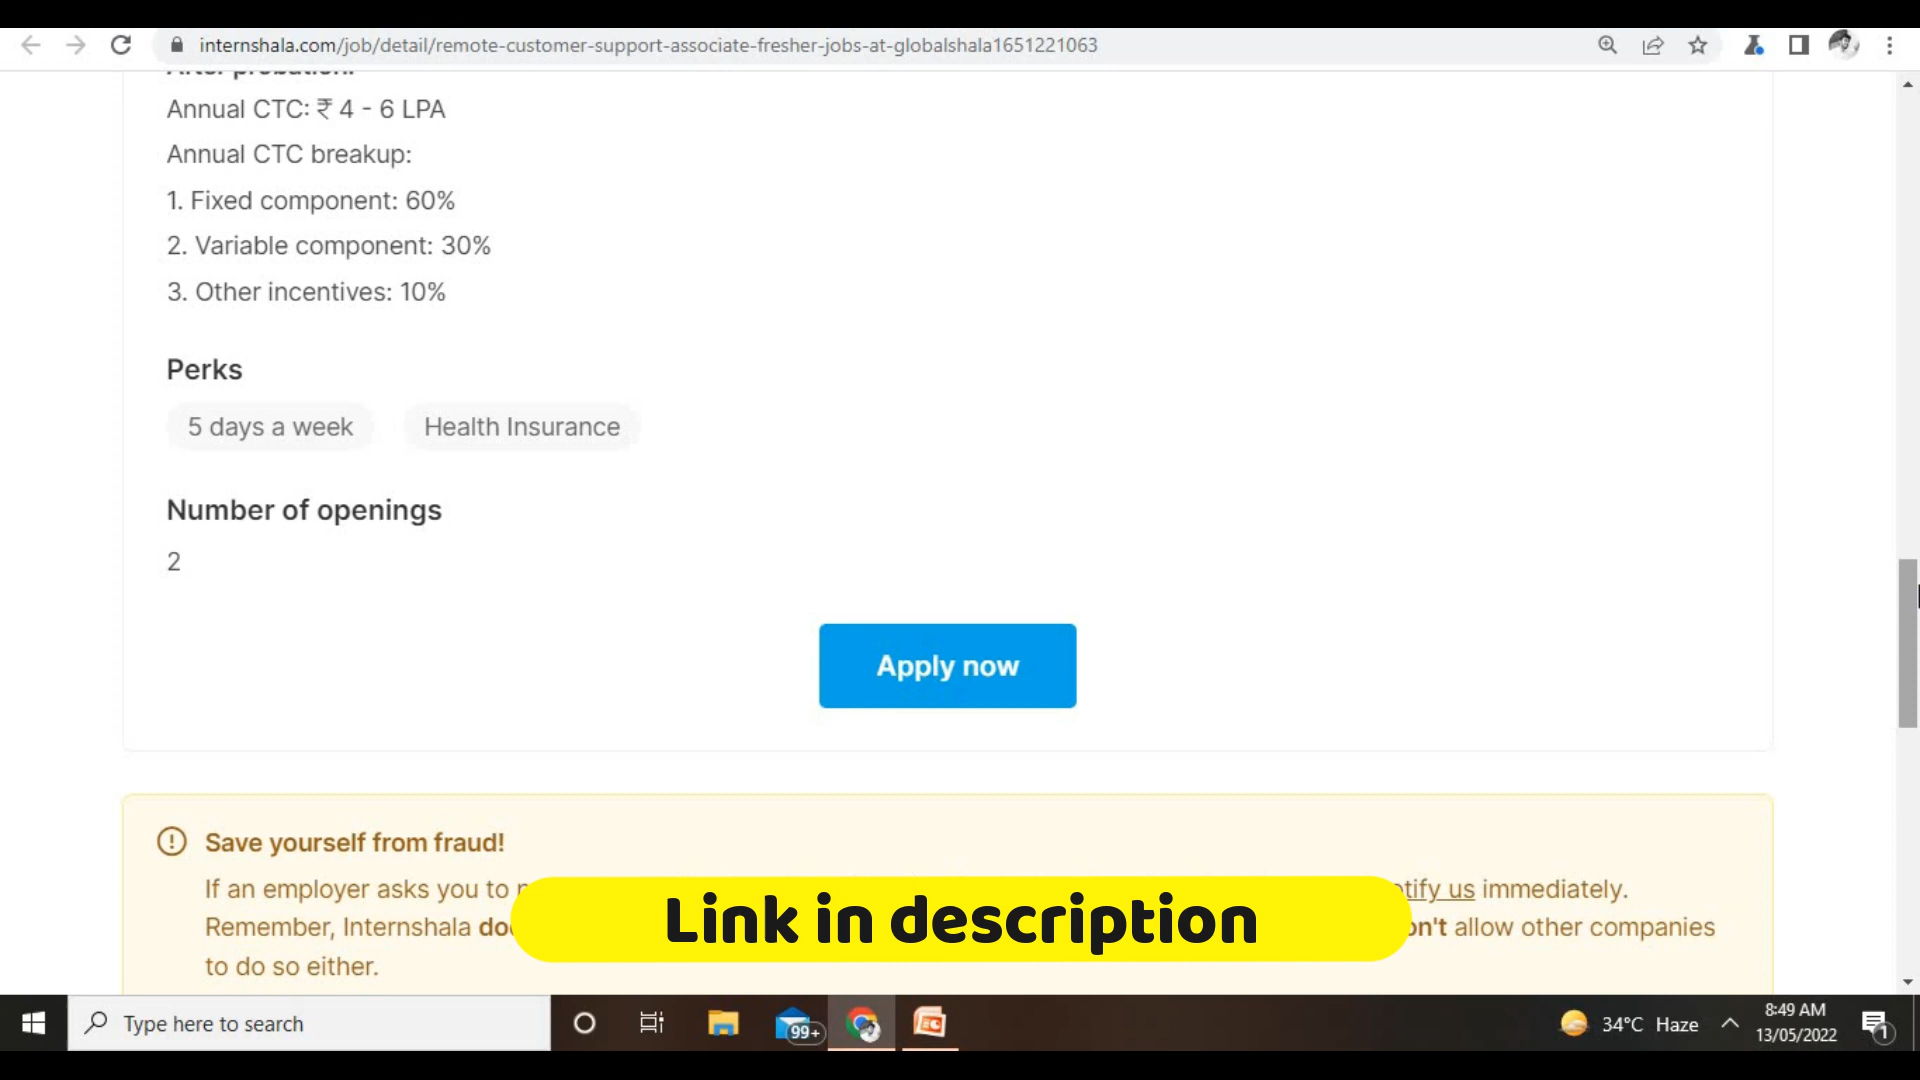 internshala.com/job/detail/remote-customer-support-associate-fresher-jobs-at-globalshala1651221063
After probation:
Annual CTC: ₹ 4 - 6 LPA
Annual CTC breakup:
1. Fixed component: 60%
2. Variable component: 30%
3. Other incentives: 10%
Perks
5 days a week Health Insurance
Number of openings
2
Apply now
Save yourself from fraud!
If an employer asks you to tify us immediately.
Remember, Internshala on't allow other companies
to do so either.
Link in description
Type here to search
99+
34°C Haze
8:49 AM
13/05/2022
1